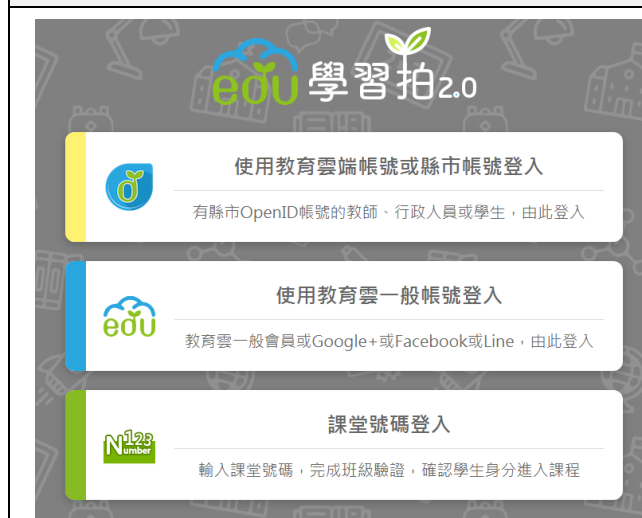 edu 學習拍2.0
使用教育雲端帳號或縣市帳號登入
有縣市OpenID帳號的教師、行政人員或學生，由此登入
使用教育雲一般帳號登入
edu
教育雲一般會員或Google+或Facebook或Line，由此登入
課堂號碼登入
123
Number
輸入課堂號碼，完成班級驗證，確認學生身分進入課程